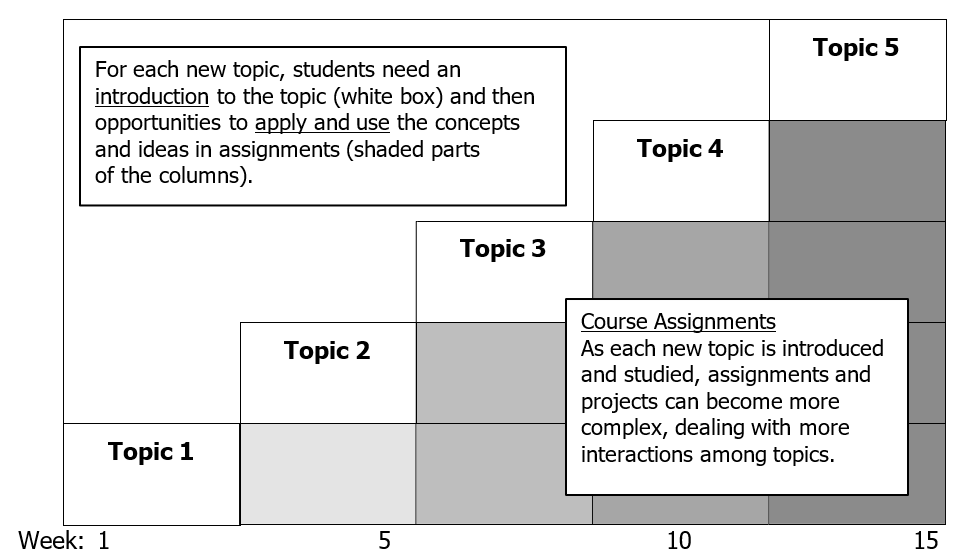 Topic 5
For each new topic, students need an
introduction to the topic (white box) and then
opportunities to apply and use the concepts
and ideas in assignments (shaded parts
of the columns).
Topic 4
Topic 3
Course Assignments
As each new topic is introduced
and studied, assignments and
projects can become more
complex, dealing with more
interactions among topics.
Topic 2
Topic 1
Week: 1 5 10 15